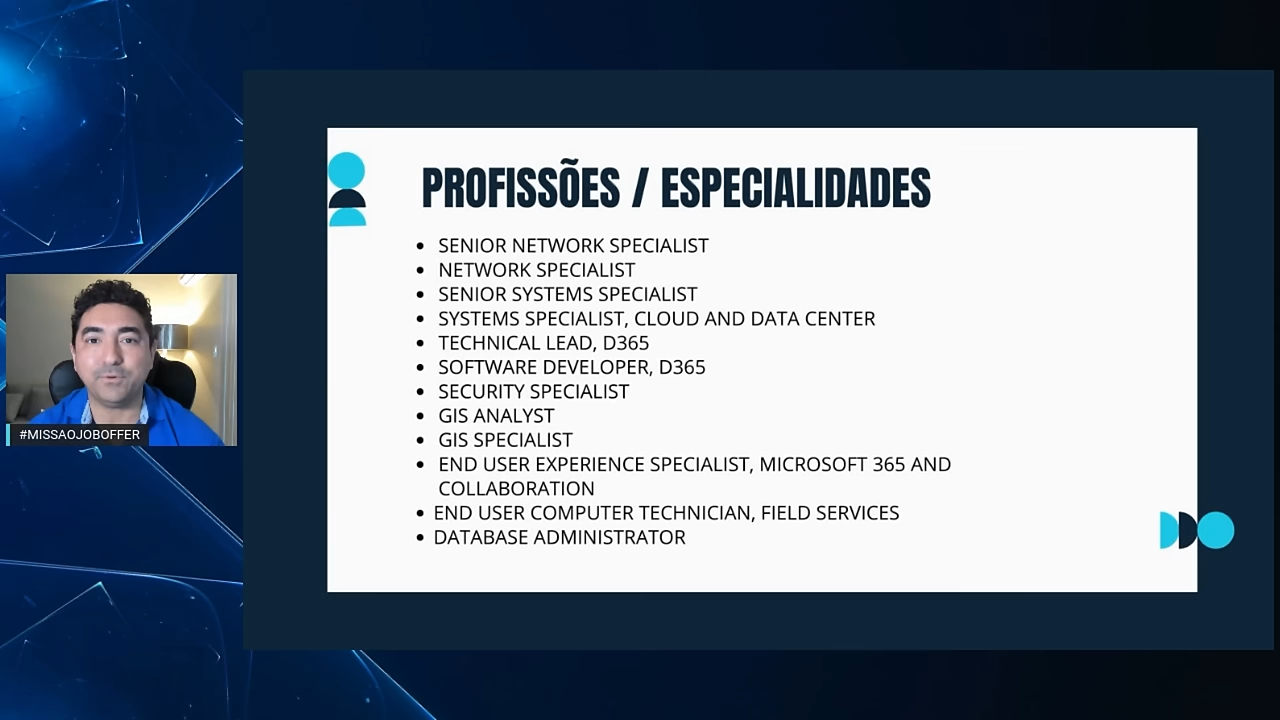 PROFISSÕES / ESPECIALIDADES
SENIOR NETWORK SPECIALIST
NETWORK SPECIALIST
SENIOR SYSTEMS SPECIALIST
SYSTEMS SPECIALIST, CLOUD AND DATA CENTER
TECHNICAL LEAD, D365
SOFTWARE DEVELOPER, D365
SECURITY SPECIALIST
GIS ANALYST
GIS SPECIALIST
END USER EXPERIENCE SPECIALIST, MICROSOFT 365 AND
COLLABORATION
END USER COMPUTER TECHNICIAN, FIELD SERVICES
DATABASE ADMINISTRATOR
#MISSAOJOBOFFER